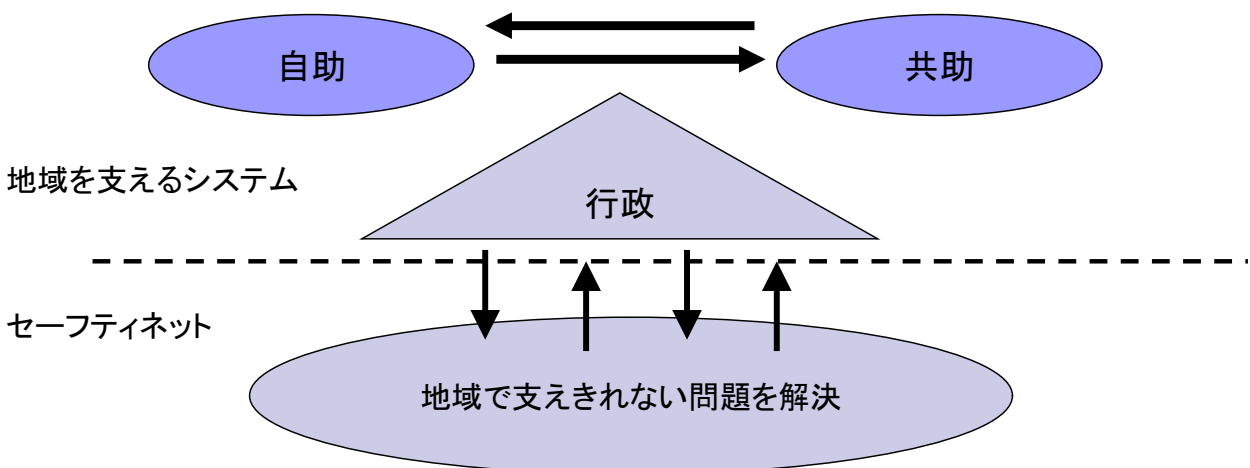 自助
共助
地域を支えるシステム
行政
セーフティネット
地域で支えきれない問題を解決